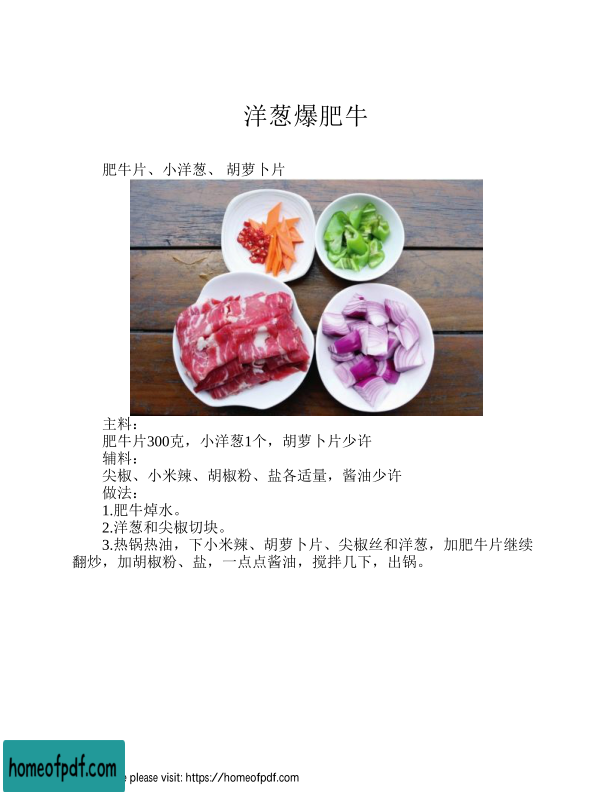 洋葱爆肥牛
肥牛片、小洋葱、 胡萝卜片
主料：
肥牛片300克，小洋葱1个，胡萝卜片少许
辅料：
尖椒、小米辣、胡椒粉、盐各适量，酱油少许
做法：
1.肥牛焯水。
2.洋葱和尖椒切块。
3.热锅热油，下小米辣、胡萝卜片、尖椒丝和洋葱，加肥牛片继续
翻炒，加胡椒粉、盐，一点点酱油，搅拌几下，出锅。
homeofpdf.com
please visit: https://homeofpdf.com